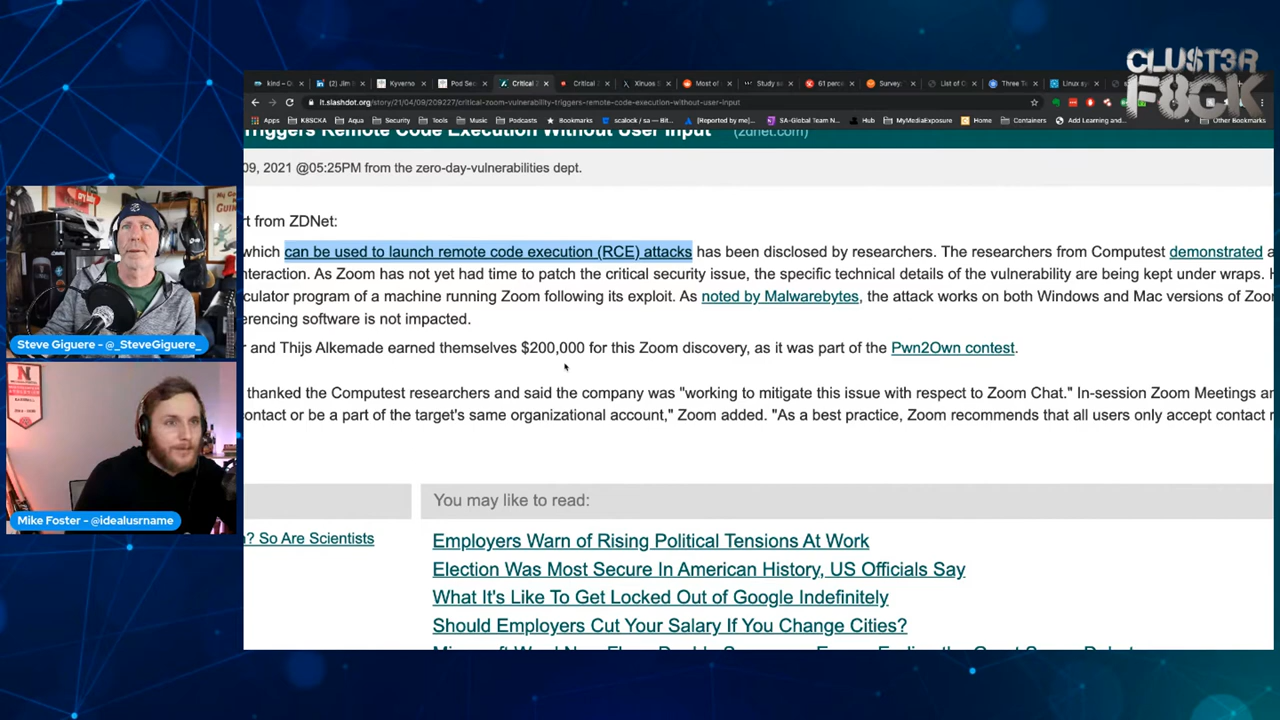 CLU$T3R
F8CK
kind – C
(2) Jim
Kyverno
Pod Sec
Critical Z
Critical
Xinuos S
Most of
Study sa
61 perc
Survey:
List of C
Three T
Linux sy
it.slashdot.org/story/21/04/09/209227/critical-zoom-vulnerability-triggers-remote-code-execution-without-user-input
Apps K8SCKA Aqua Security Tools Music Podcasts Bookmarks scalock / sa — Bit... [Reported by me]... SA-Global Team N... Hub MyMediaExposure Home Containers Add Learning and... » Other Bookmarks
Triggers Remote Code Execution Without User Input (zdnet.com)
09, 2021 @05:25PM from the zero-day-vulnerabilities dept.
rt from ZDNet:
which can be used to launch remote code execution (RCE) attacks has been disclosed by researchers. The researchers from Computest demonstrated a
nteraction. As Zoom has not yet had time to patch the critical security issue, the specific technical details of the vulnerability are being kept under wraps. H
culator program of a machine running Zoom following its exploit. As noted by Malwarebytes, the attack works on both Windows and Mac versions of Zoor
erencing software is not impacted.
r and Thijs Alkemade earned themselves $200,000 for this Zoom discovery, as it was part of the Pwn2Own contest.
thanked the Computest researchers and said the company was "working to mitigate this issue with respect to Zoom Chat." In-session Zoom Meetings ar
ontact or be a part of the target's same organizational account," Zoom added. "As a best practice, Zoom recommends that all users only accept contact r
You may like to read:
n? So Are Scientists
Employers Warn of Rising Political Tensions At Work
Election Was Most Secure In American History, US Officials Say
What It's Like To Get Locked Out of Google Indefinitely
Should Employers Cut Your Salary If You Change Cities?
Steve Giguere - @_SteveGiguere_
Mike Foster - @idealusrname